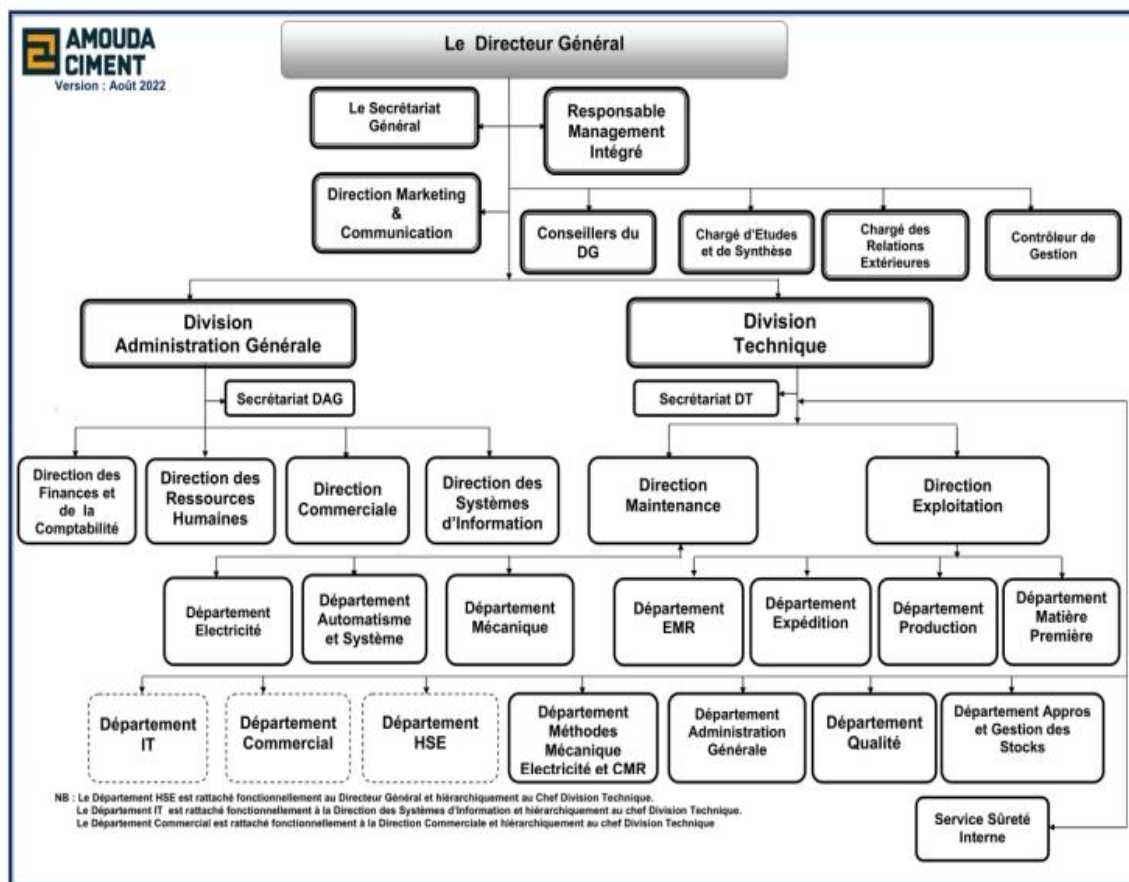 AMOUDA
CIMENT
Version : Août 2022
Le Directeur Général
Le Secrétariat
Général
Responsable
Management
Intégré
Direction Marketing
&
Communication
Conseillers du
DG
Chargé d'Etudes
et de Synthèse
Chargé des
Relations
Extérieures
Contrôleur de
Gestion
Division
Administration Générale
Division
Technique
Secrétariat DAG
Secrétariat DT
Direction des
Finances et
de la
Comptabilité
Direction des
Ressources
Humaines
Direction
Commerciale
Direction des
Systèmes
d'Information
Direction
Maintenance
Direction
Exploitation
Département
Electricité
Département
Automatisme
et Système
Département
Mécanique
Département
EMR
Département
Expédition
Département
Production
Département
Matière
Première
Département
IT
Département
Commercial
Département
HSE
Département
Méthodes
Mécanique
Electricité et CMR
Département
Administration
Générale
Département
Qualité
Département Appros
et Gestion des
Stocks
NB : Le Département HSE est rattaché fonctionnellement au Directeur Général et hiérarchiquement au Chef Division Technique.
Le Département IT est rattaché fonctionnellement à la Direction des Systèmes d'Information et hiérarchiquement au chef Division Technique.
Le Département Commercial est rattaché fonctionnellement à la Direction Commerciale et hiérarchiquement au chef Division Technique
Service Sûreté
Interne